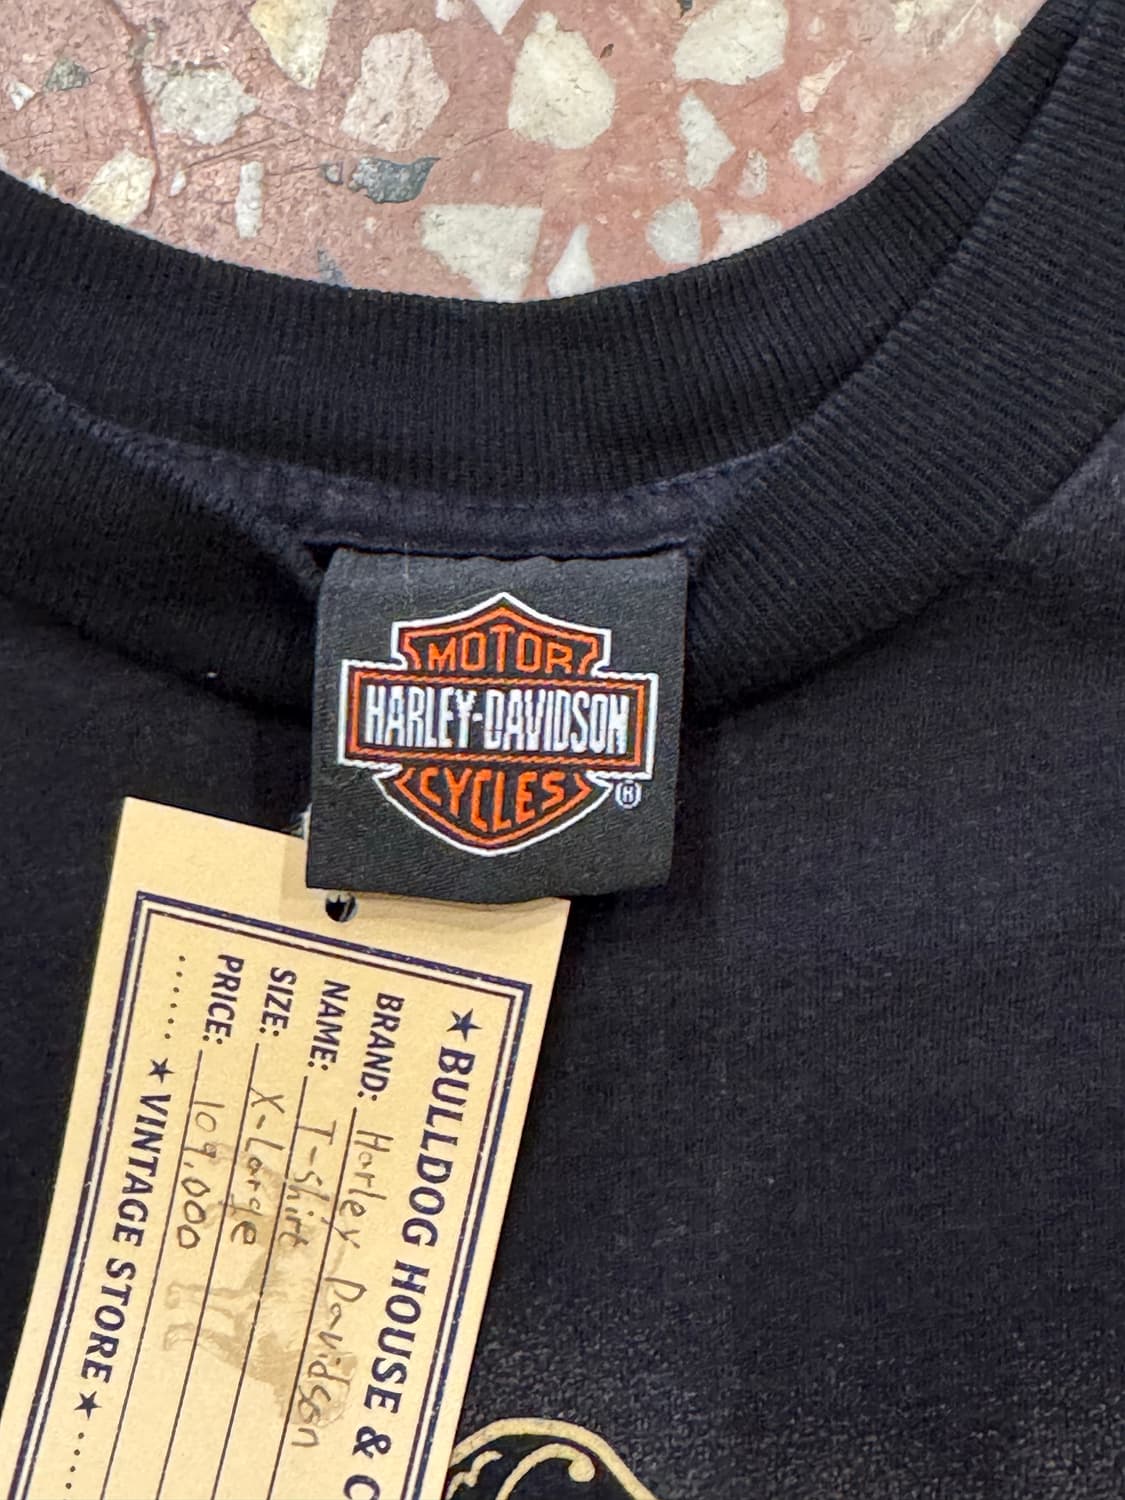 MOTOR
HARLEY-DAVIDSON
CYCLES
®
★ BULLDOG HOUSE & C
BRAND: Harley Davidson
NAME: T-shirt
SIZE: X-Large
PRICE: 109.000
...... ★ VINTAGE STORE ★ .....